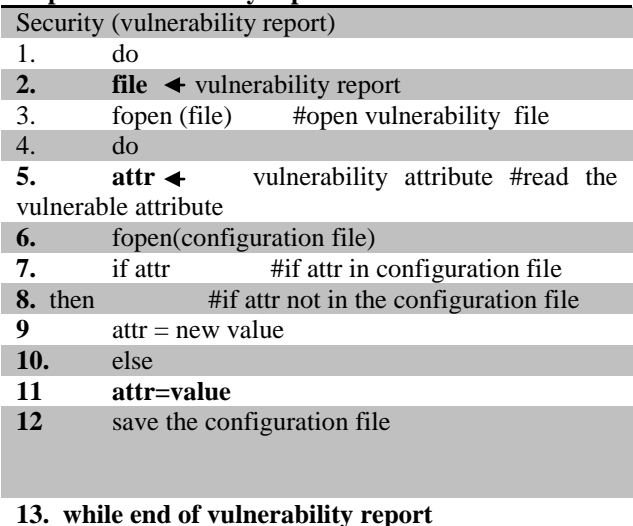 Security (vulnerability report)
1. do
2. file ← vulnerability report
3. fopen (file) #open vulnerability file
4. do
5. attr ← vulnerability attribute #read the
vulnerable attribute
6. fopen(configuration file)
7. if attr #if attr in configuration file
8. then #if attr not in the configuration file
9 attr = new value
10. else
11 attr=value
12 save the configuration file
13. while end of vulnerability report